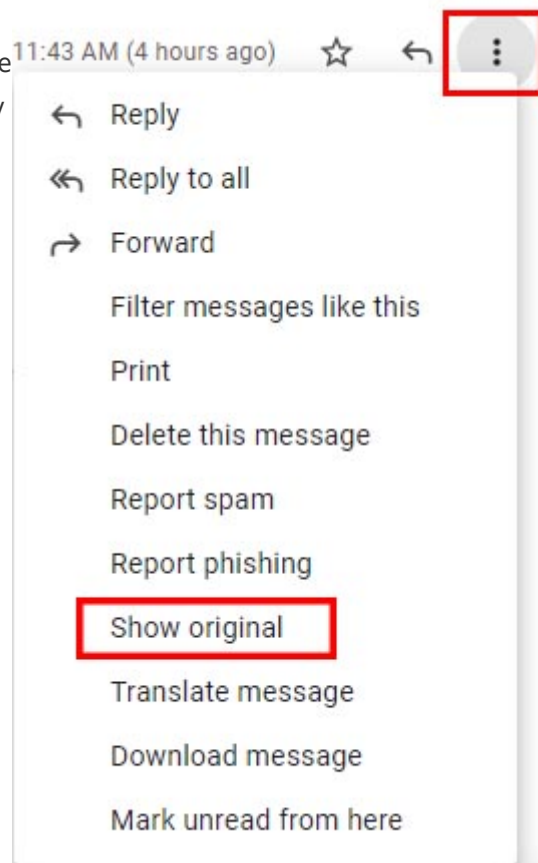 11:43 AM (4 hours ago)
Reply
Reply to all
Forward
Filter messages like this
Print
Delete this message
Report spam
Report phishing
Show original
Translate message
Download message
Mark unread from here